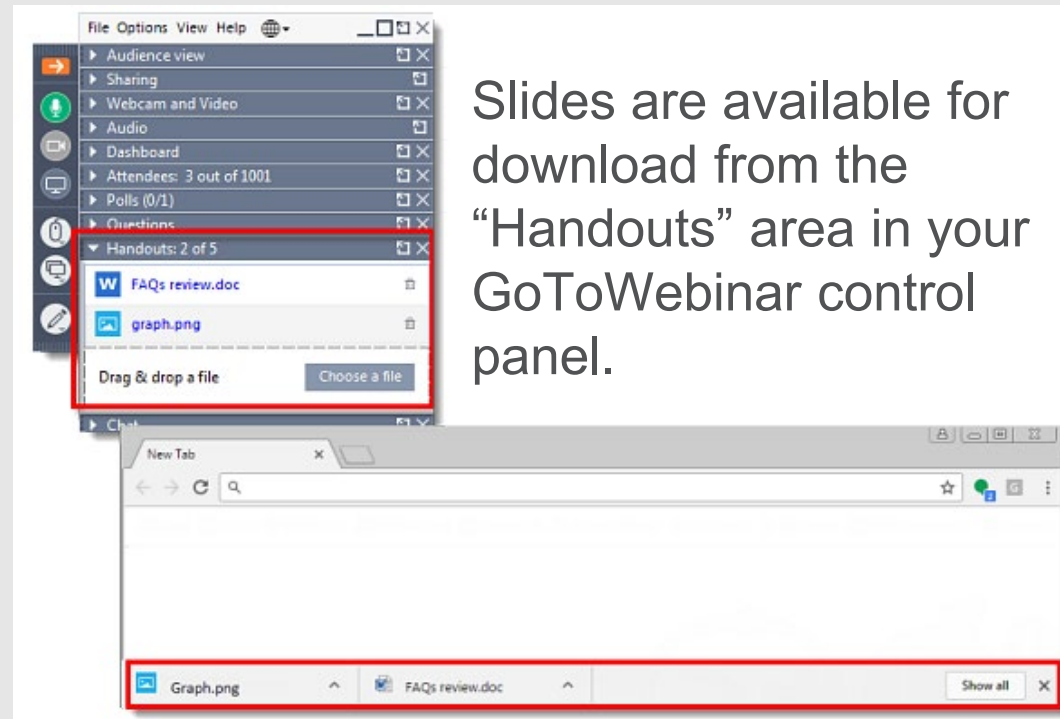 File Options View Help
Audience view
Sharing
Webcam and Video
Audio
Dashboard
Attendees: 3 out of 1001
Polls (0/1)
Questions
Handouts: 2 of 5
W FAQs review.doc
graph.png
Drag & drop a file Choose a file
Chat
Slides are available for
download from the
“Handouts” area in your
GoToWebinar control
panel.
New Tab
2 G
Graph.png FAQs review.doc Show all